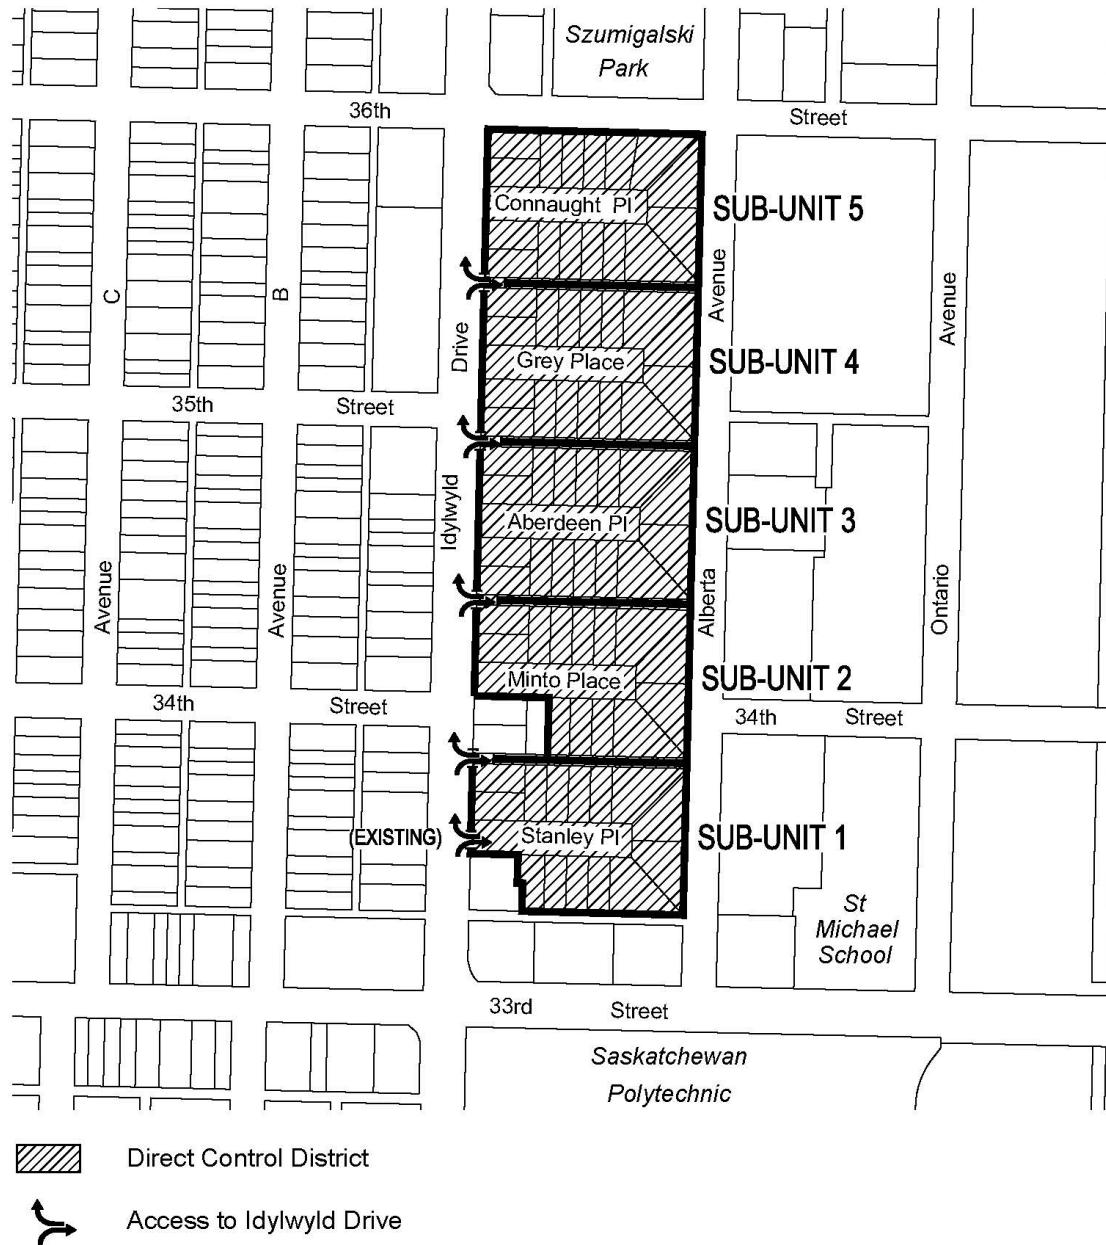 Szumigalski
Park
36th
Street
Connaught Pl
SUB-UNIT 5
C
B
Avenue
Avenue
Drive
Grey Place
SUB-UNIT 4
35th
Street
Idylwyld
Aberdeen Pl
SUB-UNIT 3
Avenue
Avenue
Alberta
Ontario
Minto Place
SUB-UNIT 2
34th
Street
34th
Street
(EXISTING)
Stanley Pl
SUB-UNIT 1
St
Michael
School
33rd
Street
Saskatchewan
Polytechnic
Direct Control District
Access to Idylwyld Drive